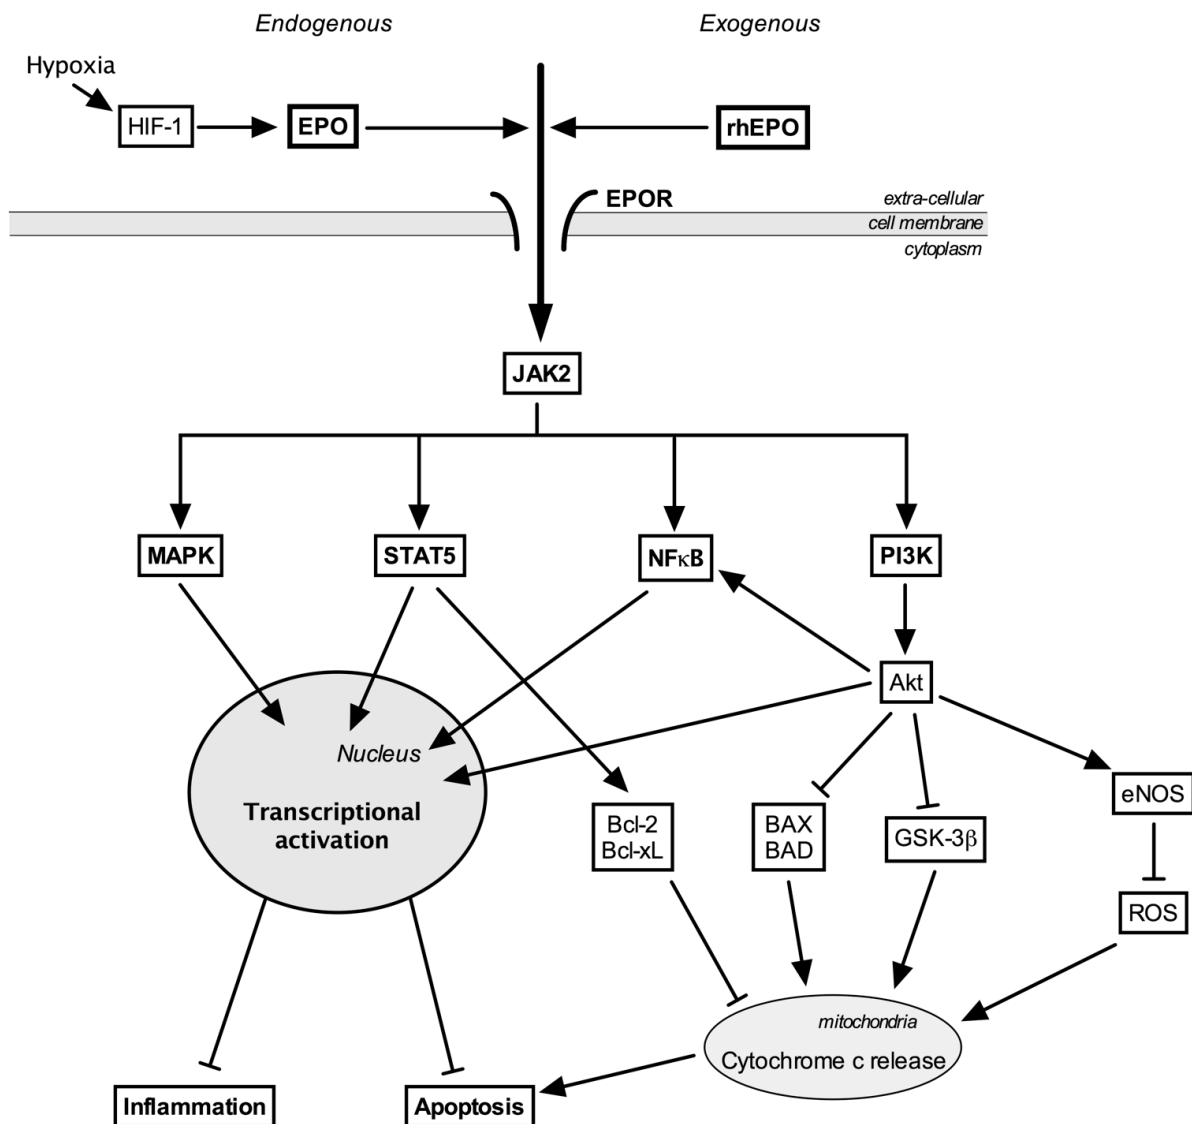 Endogenous
Exogenous
Hypoxia
HIF-1
EPO
rhEPO
EPOR
extra-cellular
cell membrane
cytoplasm
JAK2
MAPK
STAT5
NFκB
PI3K
Akt
Nucleus
Transcriptional
activation
Bcl-2
Bcl-xL
BAX
BAD
GSK-3β
eNOS
ROS
mitochondria
Cytochrome c release
Inflammation
Apoptosis